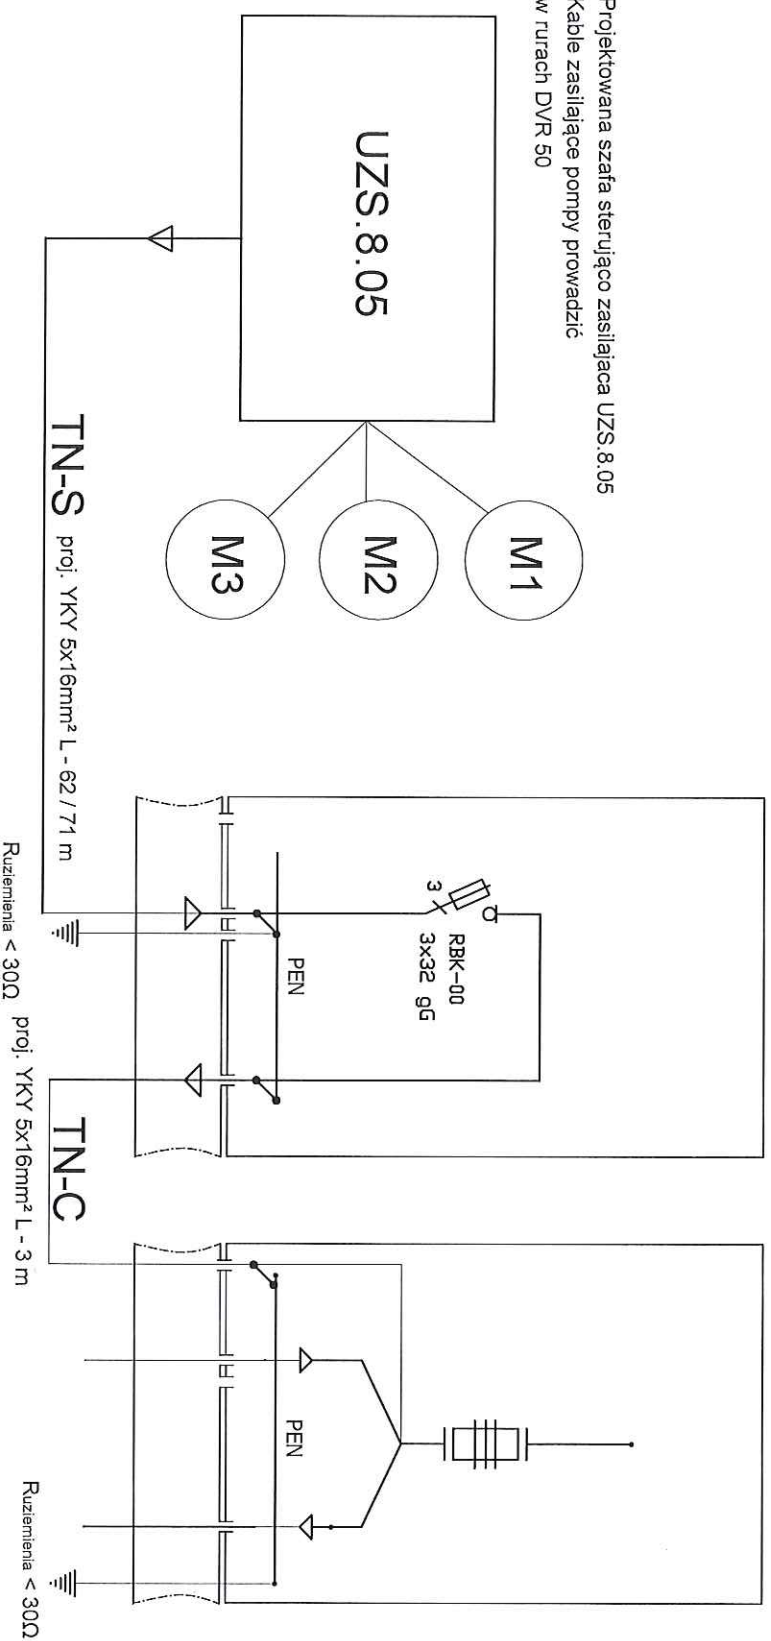 Projektowana szafa sterująco zasilajaca UZS.8.05
Kable zasilające pompy prowadzić
w rurach DVR 50
UZS.8.05
M1
M2
M3
TN-S proj. YKY 5x16mm² L - 62 / 71 m
3
RBK-00
3x32 gG
PEN
Ruziemienia < 30Ω
TN-C
proj. YKY 5x16mm² L - 3 m
PEN
Ruziemienia < 30Ω